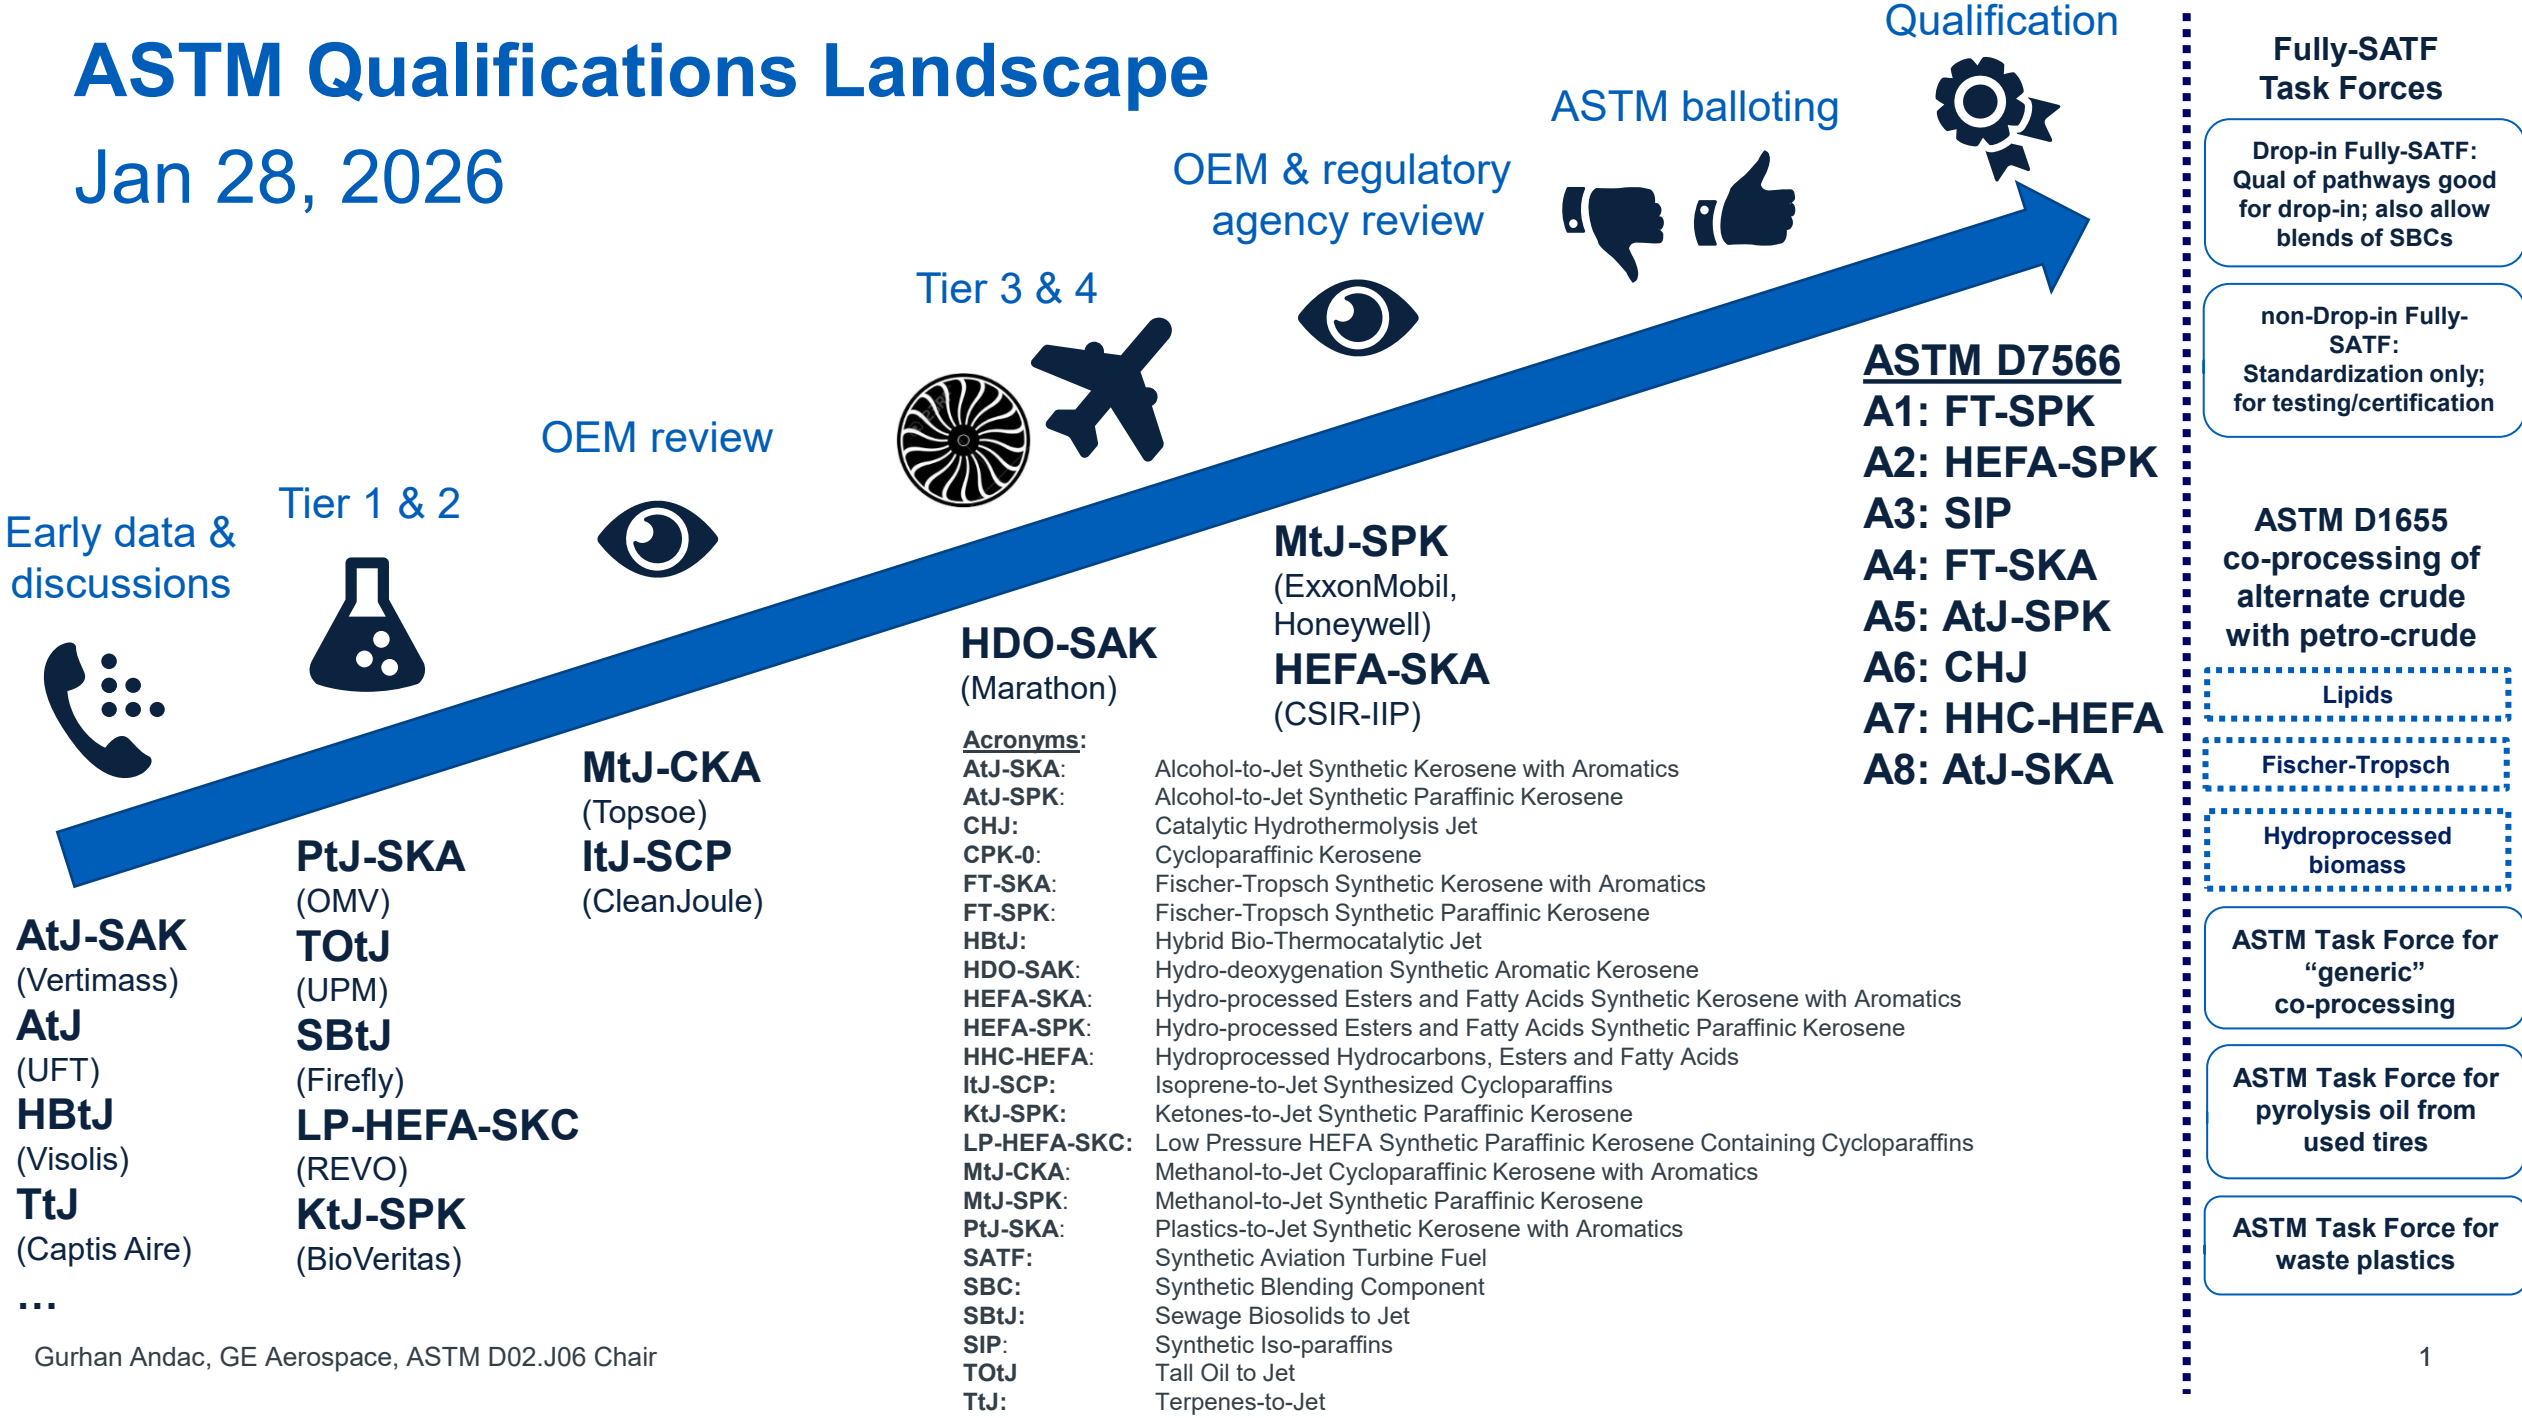 ASTM Qualifications Landscape
Jan 28, 2026
Early data &
discussions
Tier 1 & 2
OEM review
Tier 3 & 4
OEM & regulatory
agency review
ASTM balloting
Qualification
AtJ-SAK
(Vertimass)
AtJ
(UFT)
HBtJ
(Visolis)
TtJ
(Captis Aire)
...
PtJ-SKA
(OMV)
TOtJ
(UPM)
SBtJ
(Firefly)
LP-HEFA-SKC
(REVO)
KtJ-SPK
(BioVeritas)
MtJ-CKA
(Topsoe)
ItJ-SCP
(CleanJoule)
HDO-SAK
(Marathon)
MtJ-SPK
(ExxonMobil,
Honeywell)
HEFA-SKA
(CSIR-IIP)
ASTM D7566
A1: FT-SPK
A2: HEFA-SPK
A3: SIP
A4: FT-SKA
A5: AtJ-SPK
A6: CHJ
A7: HHC-HEFA
A8: AtJ-SKA
Acronyms:
AtJ-SKA: Alcohol-to-Jet Synthetic Kerosene with Aromatics
AtJ-SPK: Alcohol-to-Jet Synthetic Paraffinic Kerosene
CHJ: Catalytic Hydrothermolysis Jet
CPK-0: Cycloparaffinic Kerosene
FT-SKA: Fischer-Tropsch Synthetic Kerosene with Aromatics
FT-SPK: Fischer-Tropsch Synthetic Paraffinic Kerosene
HBtJ: Hybrid Bio-Thermocatalytic Jet
HDO-SAK: Hydro-deoxygenation Synthetic Aromatic Kerosene
HEFA-SKA: Hydro-processed Esters and Fatty Acids Synthetic Kerosene with Aromatics
HEFA-SPK: Hydro-processed Esters and Fatty Acids Synthetic Paraffinic Kerosene
HHC-HEFA: Hydroprocessed Hydrocarbons, Esters and Fatty Acids
ItJ-SCP: Isoprene-to-Jet Synthesized Cycloparaffins
KtJ-SPK: Ketones-to-Jet Synthetic Paraffinic Kerosene
LP-HEFA-SKC: Low Pressure HEFA Synthetic Paraffinic Kerosene Containing Cycloparaffins
MtJ-CKA: Methanol-to-Jet Cycloparaffinic Kerosene with Aromatics
MtJ-SPK: Methanol-to-Jet Synthetic Paraffinic Kerosene
PtJ-SKA: Plastics-to-Jet Synthetic Kerosene with Aromatics
SATF: Synthetic Aviation Turbine Fuel
SBC: Synthetic Blending Component
SBtJ: Sewage Biosolids to Jet
SIP: Synthetic Iso-paraffins
TOtJ Tall Oil to Jet
TtJ: Terpenes-to-Jet
Fully-SATF
Task Forces
Drop-in Fully-SATF:
Qual of pathways good
for drop-in; also allow
blends of SBCs
non-Drop-in Fully-
SATF:
Standardization only;
for testing/certification
ASTM D1655
co-processing of
alternate crude
with petro-crude
Lipids
Fischer-Tropsch
Hydroprocessed
biomass
ASTM Task Force for
“generic”
co-processing
ASTM Task Force for
pyrolysis oil from
used tires
ASTM Task Force for
waste plastics
Gurhan Andac, GE Aerospace, ASTM D02.J06 Chair
1